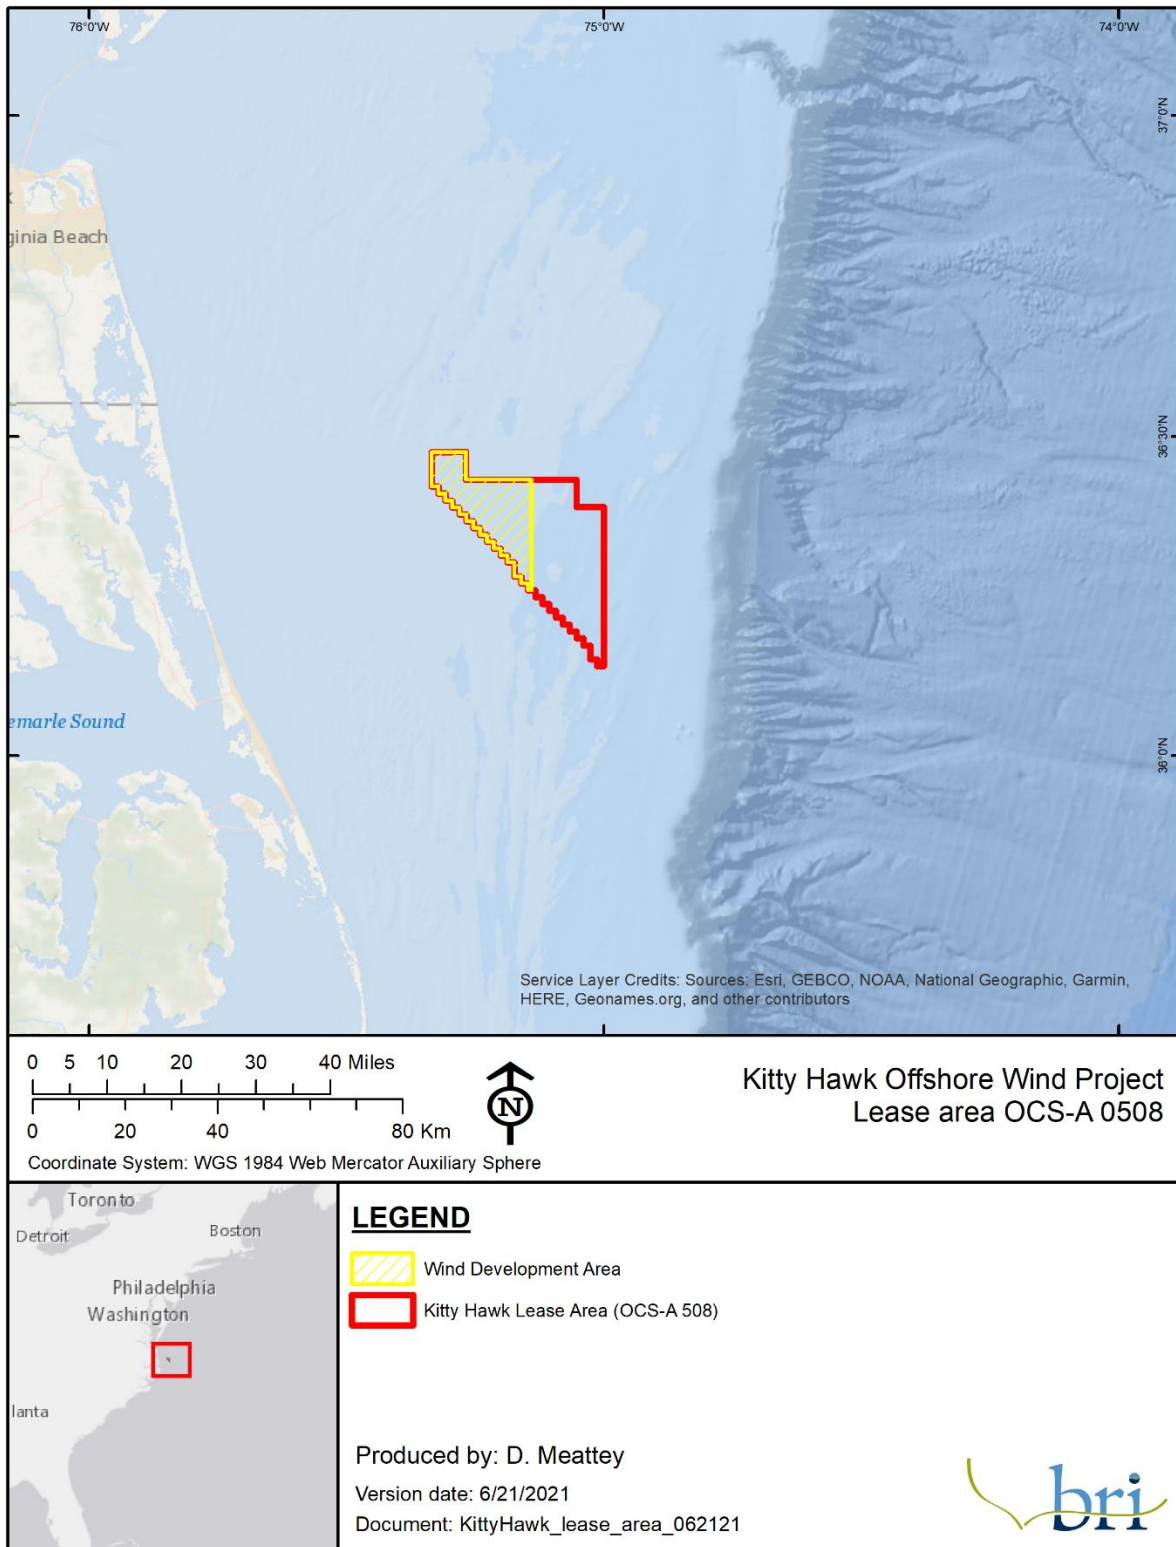 76°0'W
75°0'W
74°0'W
37°0'N
ginia Beach
36°30'N
emarle Sound
36°0'N
Service Layer Credits: Sources: Esri, GEBCO, NOAA, National Geographic, Garmin,
HERE, Geonames.org, and other contributors
0 5 10 20 30 40 Miles
0 20 40 80 Km
N
Coordinate System: WGS 1984 Web Mercator Auxiliary Sphere
Kitty Hawk Offshore Wind Project
Lease area OCS-A 0508
Toronto
Detroit
Boston
Philadelphia
Washington
lanta
LEGEND
Wind Development Area
Kitty Hawk Lease Area (OCS-A 508)
Produced by: D. Meattey
Version date: 6/21/2021
Document: KittyHawk_lease_area_062121
bri